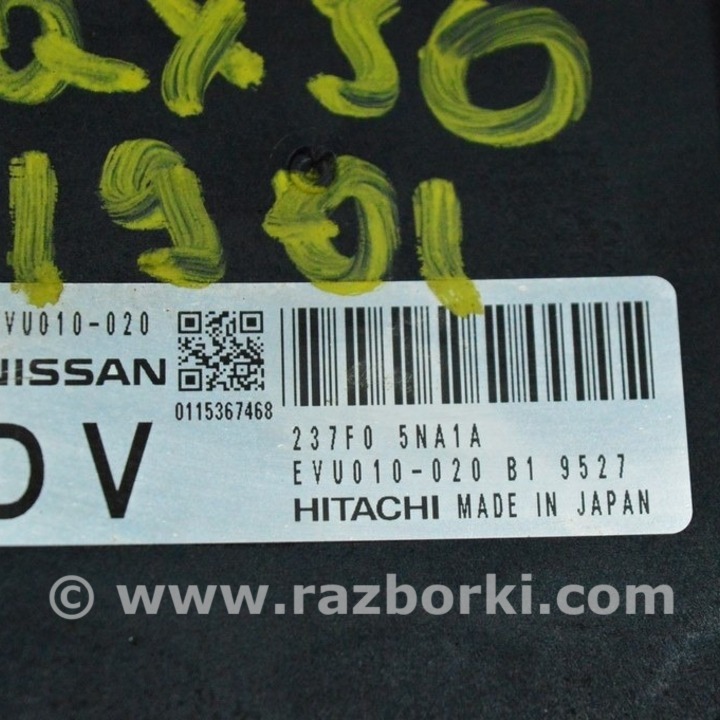 QX50
1901
VU010-020
NISSAN
0115367468
DV
237F0 5NA1A
EVU010-020 B1 9527
HITACHI MADE IN JAPAN
© www.razborki.com